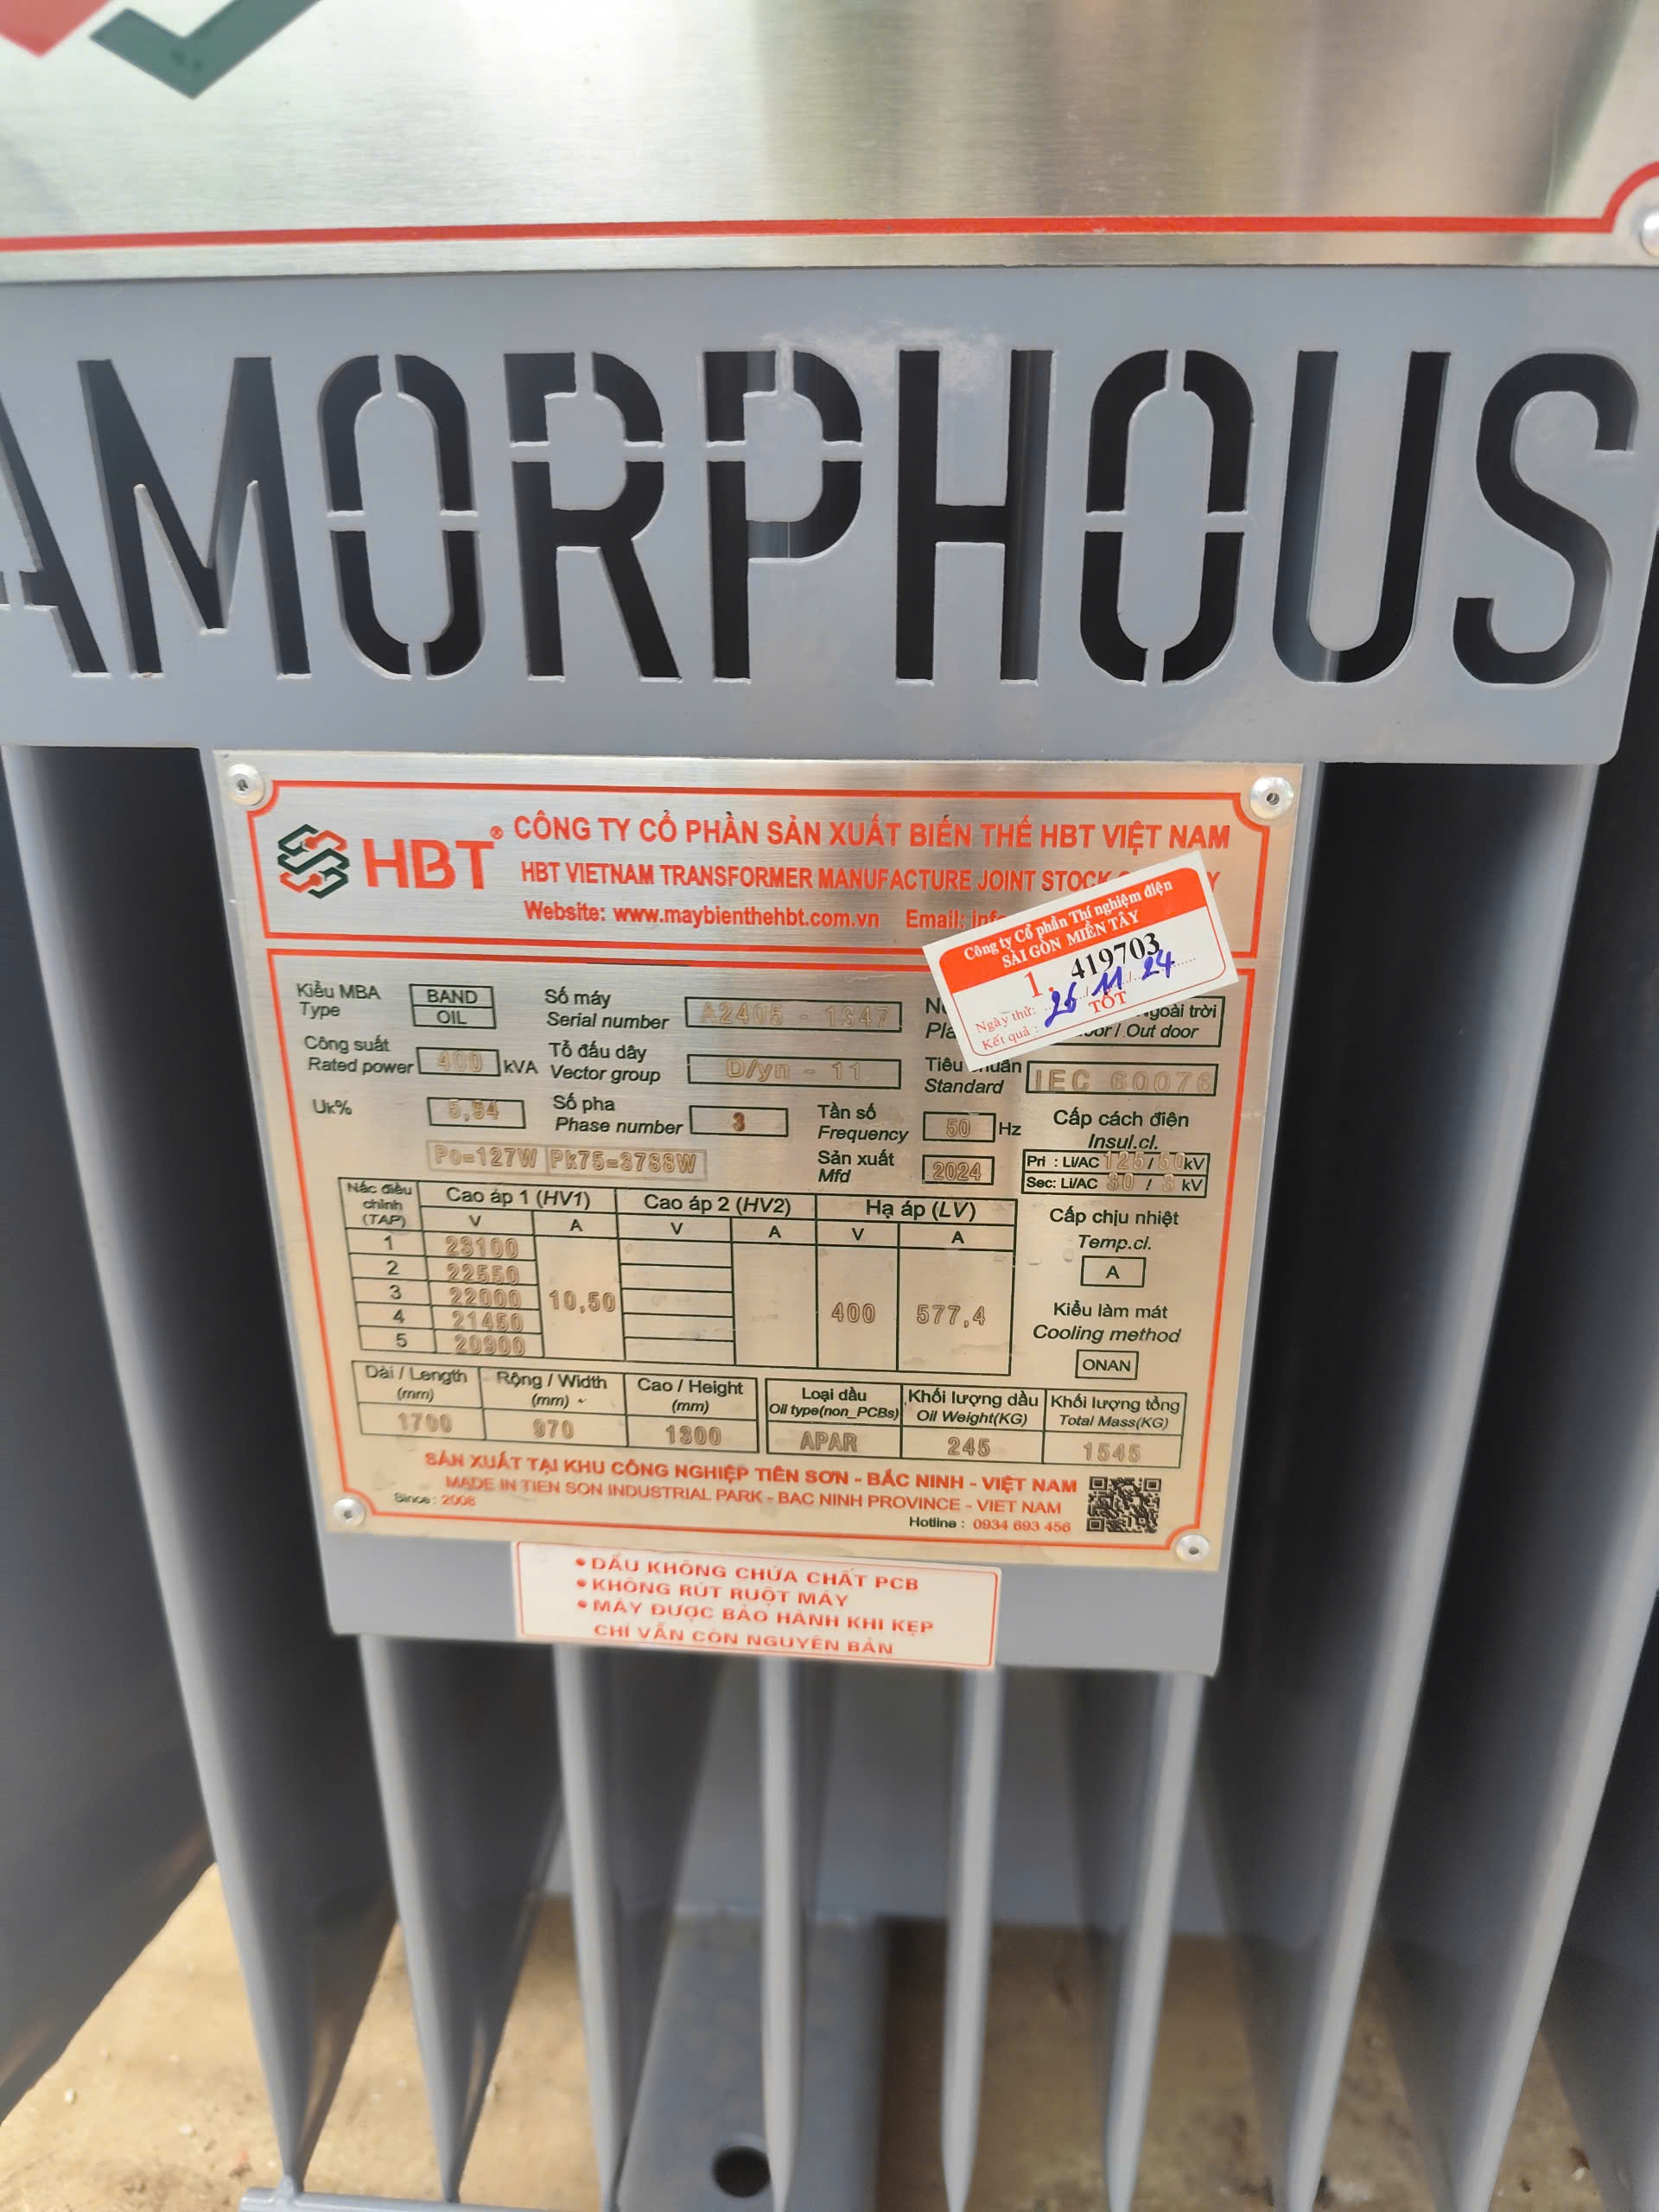 AMORPHOUS
HBT® CÔNG TY CỔ PHẦN SẢN XUẤT BIẾN THẾ HBT VIỆT NAM
HBT VIETNAM TRANSFORMER MANUFACTURE JOINT STOCK
Website: www.maybienthehbt.com.vn Email:
Công ty Cổ phần Thí nghiệm điện
SÀI GÒN MIỀN TÂY
1. 419703
Ngày thử: 26/11/24
Kết quả: TỐT
Kiểu MBA BAND Số máy A2405 - 1347 trời
Type OIL Serial number / Out door
Công suất 400 kVA Tổ đấu dây D/yn - 11 Tiêu chuẩn IEC 60076
Rated power Vector group Standard
Uk% 5,94 Số pha 3 Tần số 50 Hz Cấp cách điện
Phase number Frequency Insul.cl.
Po=127W Pk75=3788W Sản xuất 2024 Pri : Li/AC 125 / 50 kV
Mfd Sec: Li/AC 30 / 3 kV
Nấc điều chỉnh (TAP) Cao áp 1 (HV1) Cao áp 2 (HV2) Hạ áp (LV) Cấp chịu nhiệt
V A V A V A Temp.cl.
1 23100 A
2 22550
3 22000 10,50 400 577,4 Kiểu làm mát
4 21450 Cooling method
5 20900 ONAN
Dài / Length (mm) Rộng / Width (mm) Cao / Height (mm) Loại dầu Oil type(non_PCBs) Khối lượng dầu Oil Weight(KG) Khối lượng tổng Total Mass(KG)
1700 970 1300 APAR 245 1545
SẢN XUẤT TẠI KHU CÔNG NGHIỆP TIÊN SƠN - BẮC NINH - VIỆT NAM
MADE IN TIEN SON INDUSTRIAL PARK - BAC NINH PROVINCE - VIET NAM
Since : 2008 Hotline : 0934 693 456
• DẦU KHÔNG CHỨA CHẤT PCB
• KHÔNG RÚT RUỘT MÁY
• MÁY ĐƯỢC BẢO HÀNH KHI KẸP
CHÌ VẪN CÒN NGUYÊN BẢN